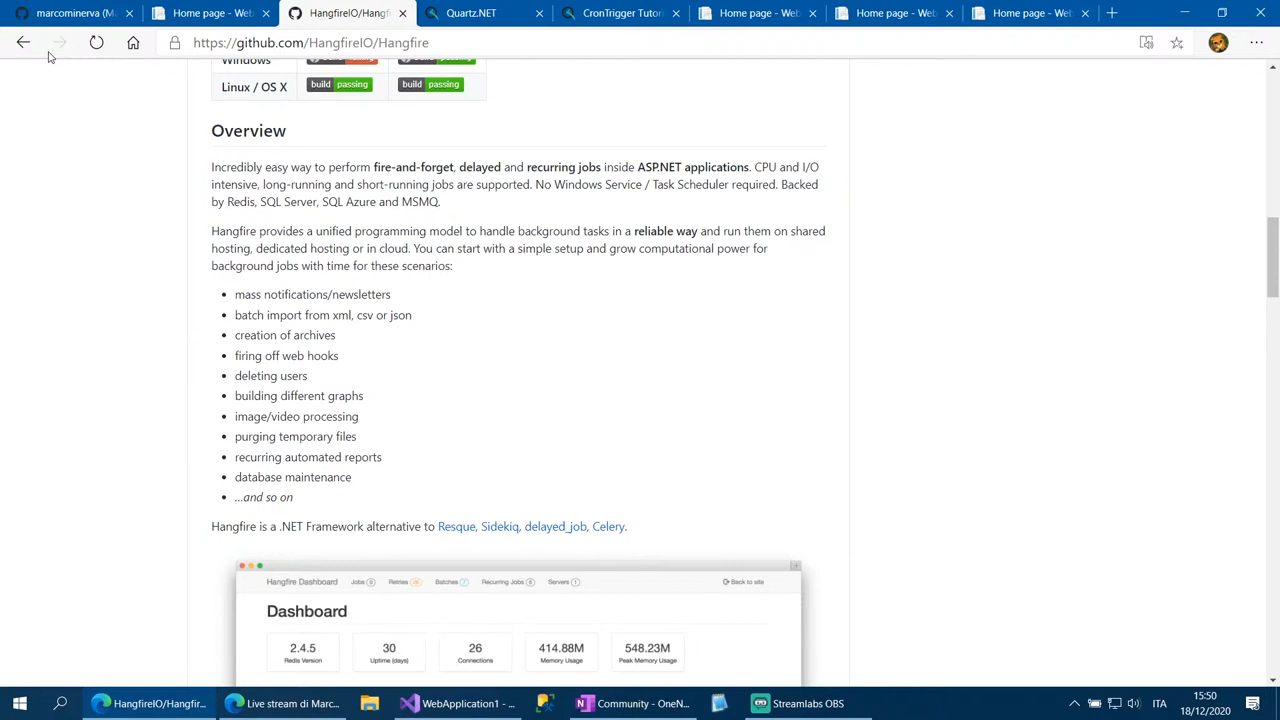 marcominerva (M
HangfireIO/Hangfire
Quartz.NET
CronTrigger Tutori
Home page - Web
Home page - Web
Home page - Web
https://github.com/HangfireIO/Hangfire
Windows
Linux / OS X
build passing
build passing
Overview
Incredibly easy way to perform fire-and-forget, delayed and recurring jobs inside ASP.NET applications. CPU and I/O
intensive, long-running and short-running jobs are supported. No Windows Service / Task Scheduler required. Backed
by Redis, SQL Server, SQL Azure and MSMQ.
Hangfire provides a unified programming model to handle background tasks in a reliable way and run them on shared
hosting, dedicated hosting or in cloud. You can start with a simple setup and grow computational power for
background jobs with time for these scenarios:
mass notifications/newsletters
batch import from xml, csv or json
creation of archives
firing off web hooks
deleting users
building different graphs
image/video processing
purging temporary files
recurring automated reports
database maintenance
...and so on
Hangfire is a .NET Framework alternative to Resque, Sidekiq, delayed_job, Celery.
Hangfire Dashboard Jobs 0 Retries Batches Recurring Jobs Servers 1 Back to site
Dashboard
2.4.5
Redis Version
30
Uptime (days)
26
Connections
414.88M
Memory Usage
548.23M
Peak Memory Usage
HangfireIO/Hangfir...
Live stream di Marc...
WebApplication1 - ...
Community - OneN...
Streamlabs OBS
ITA
15:50
18/12/2020